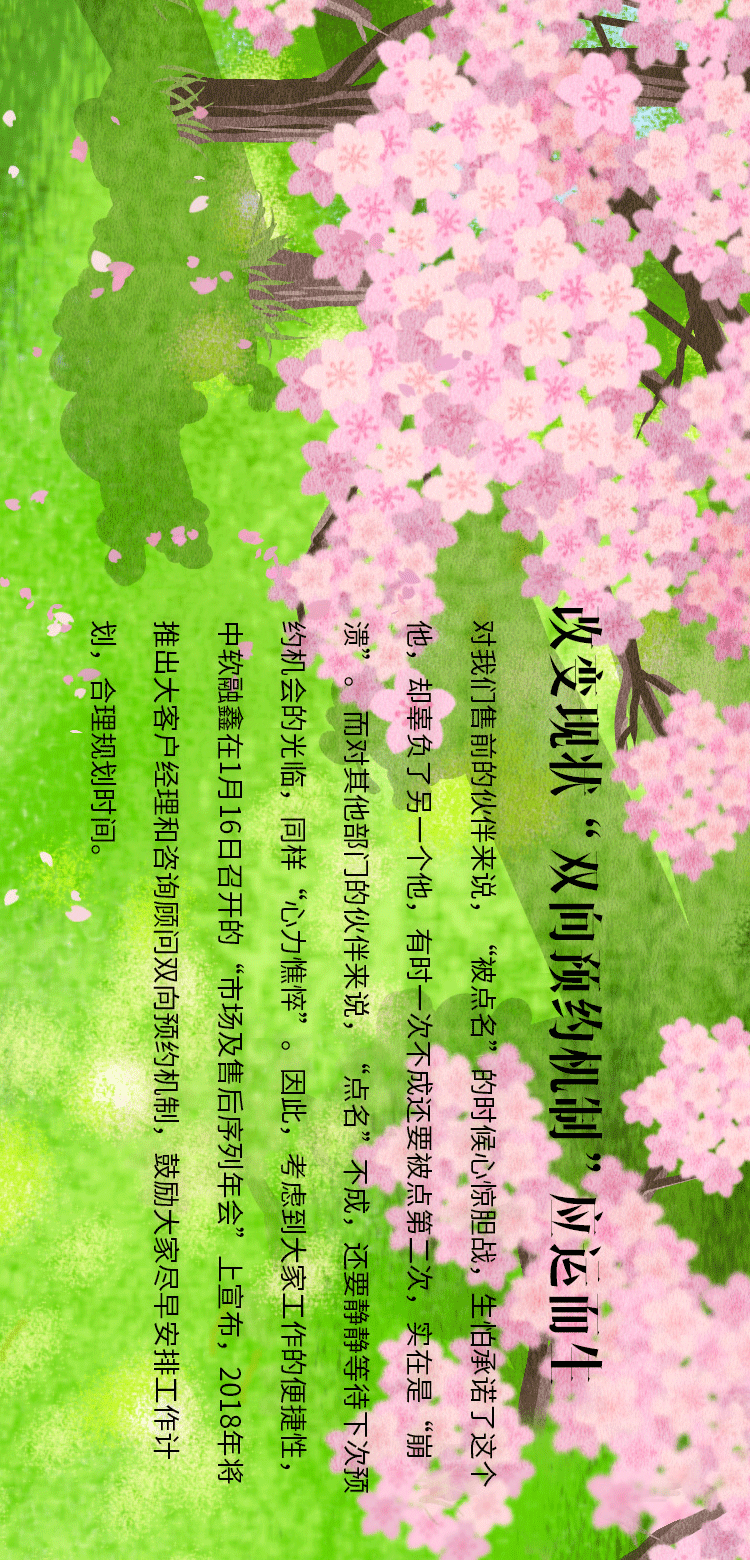 改变现状“双向预约机制”应运而生
对我们售前的伙伴来说，“被点名”的时候心惊胆战，生怕承诺了这个
他，却辜负了另一个他，有时一次不成还要被点第二次，实在是“崩
溃”。而对其他部门的伙伴来说，“点名”不成，还要静静等待下次预
约机会的光临，同样“心力憔悴”。因此，考虑到大家工作的便捷性，
中软融鑫在1月16日召开的“市场及售后序列年会”上宣布，2018年将
推出大客户经理和咨询顾问双向预约机制，鼓励大家尽早安排工作计
划，合理规划时间。